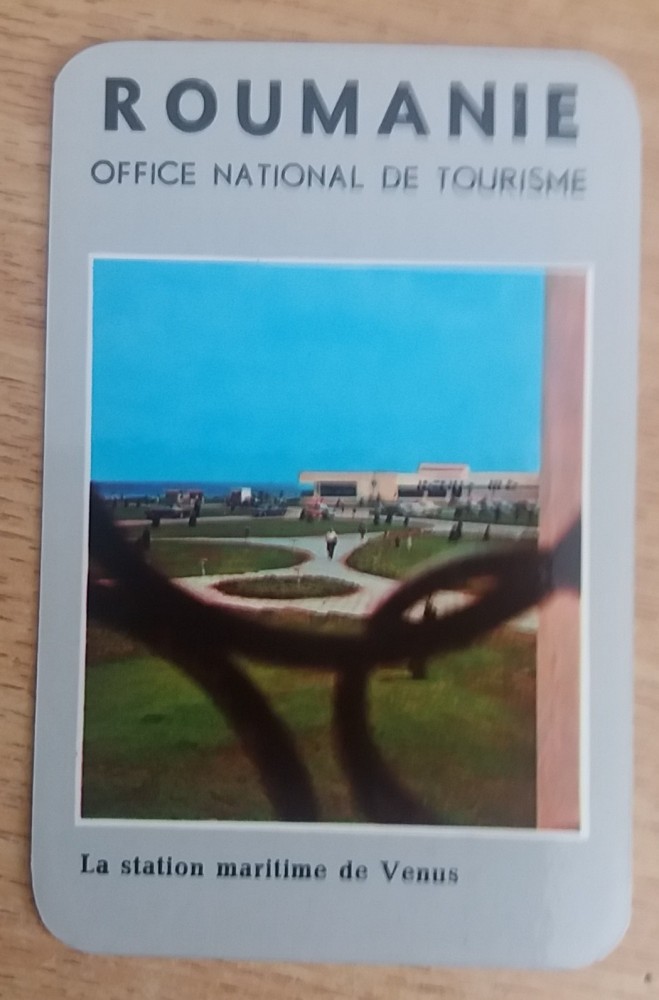 ROUMANIE
OFFICE NATIONAL DE TOURISME
La station maritime de Venus